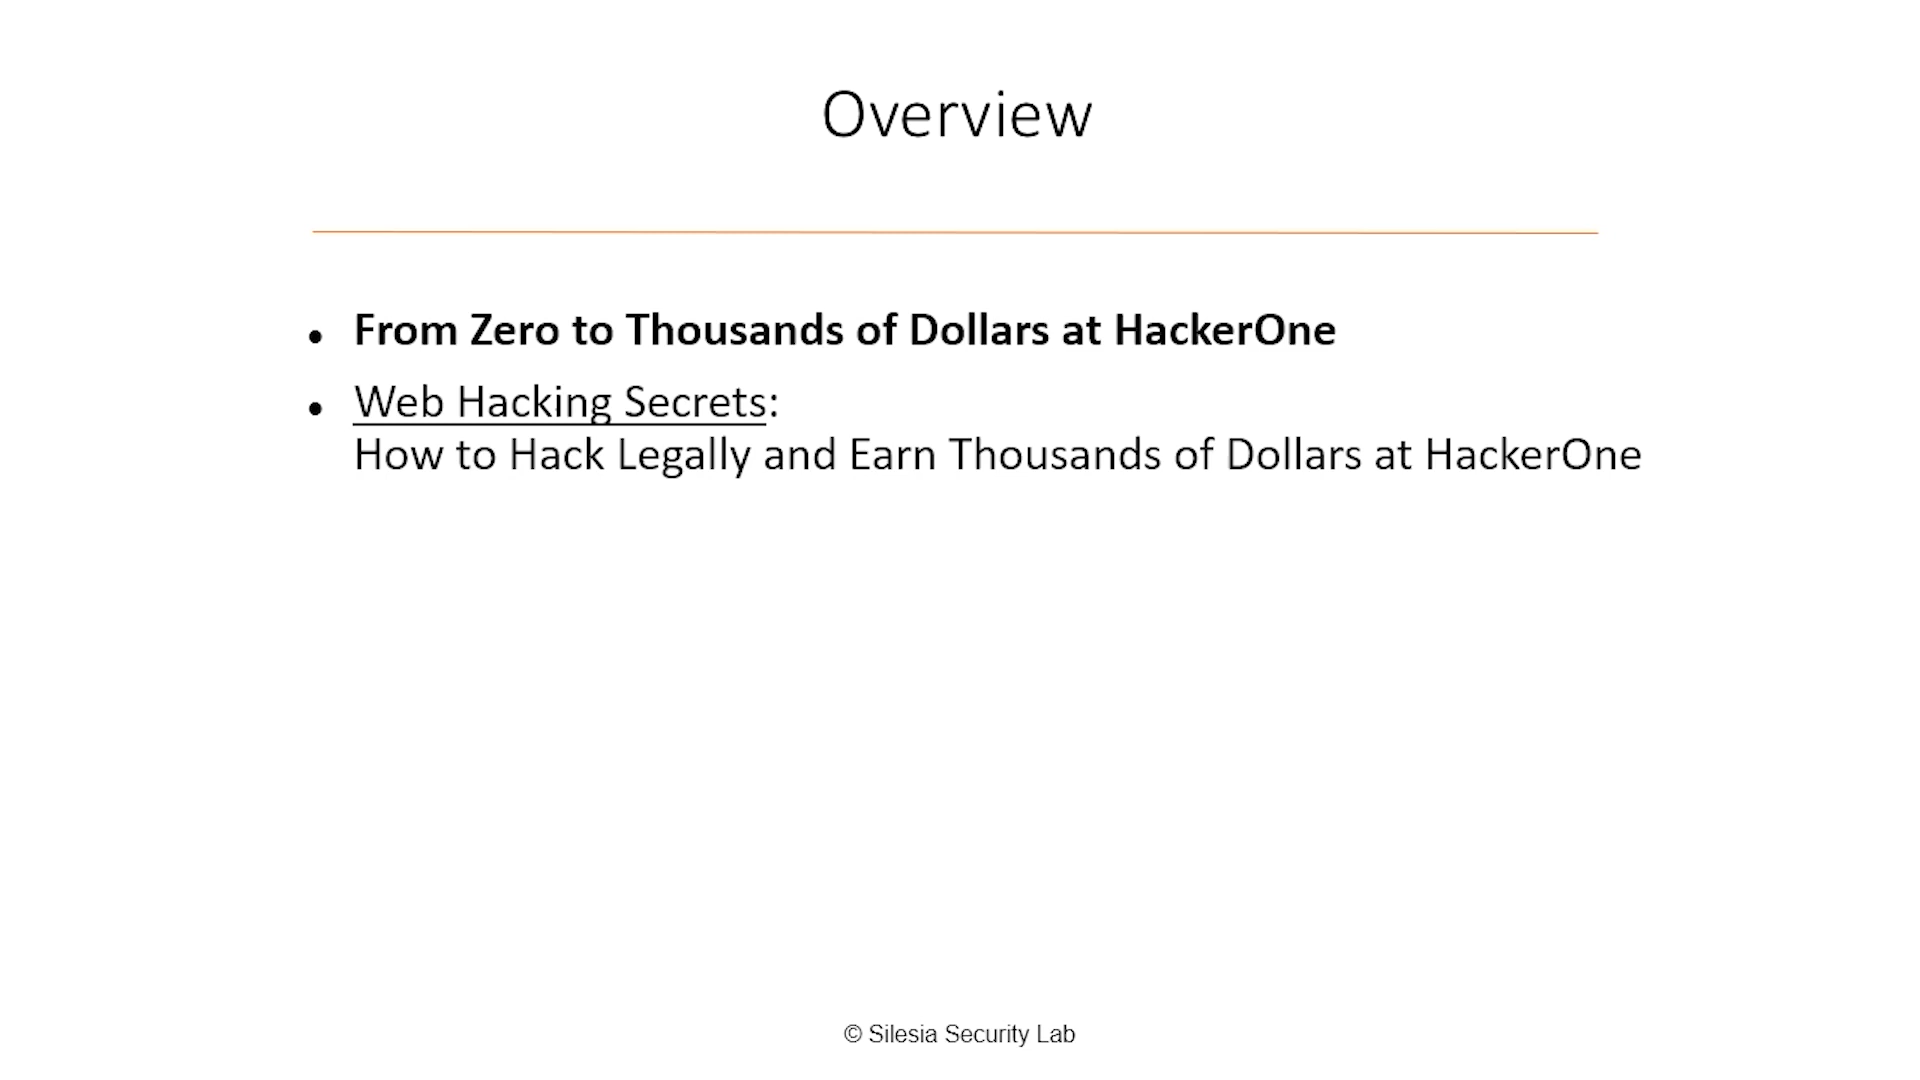 Overview
• From Zero to Thousands of Dollars at HackerOne
• Web Hacking Secrets:
How to Hack Legally and Earn Thousands of Dollars at HackerOne
© Silesia Security Lab